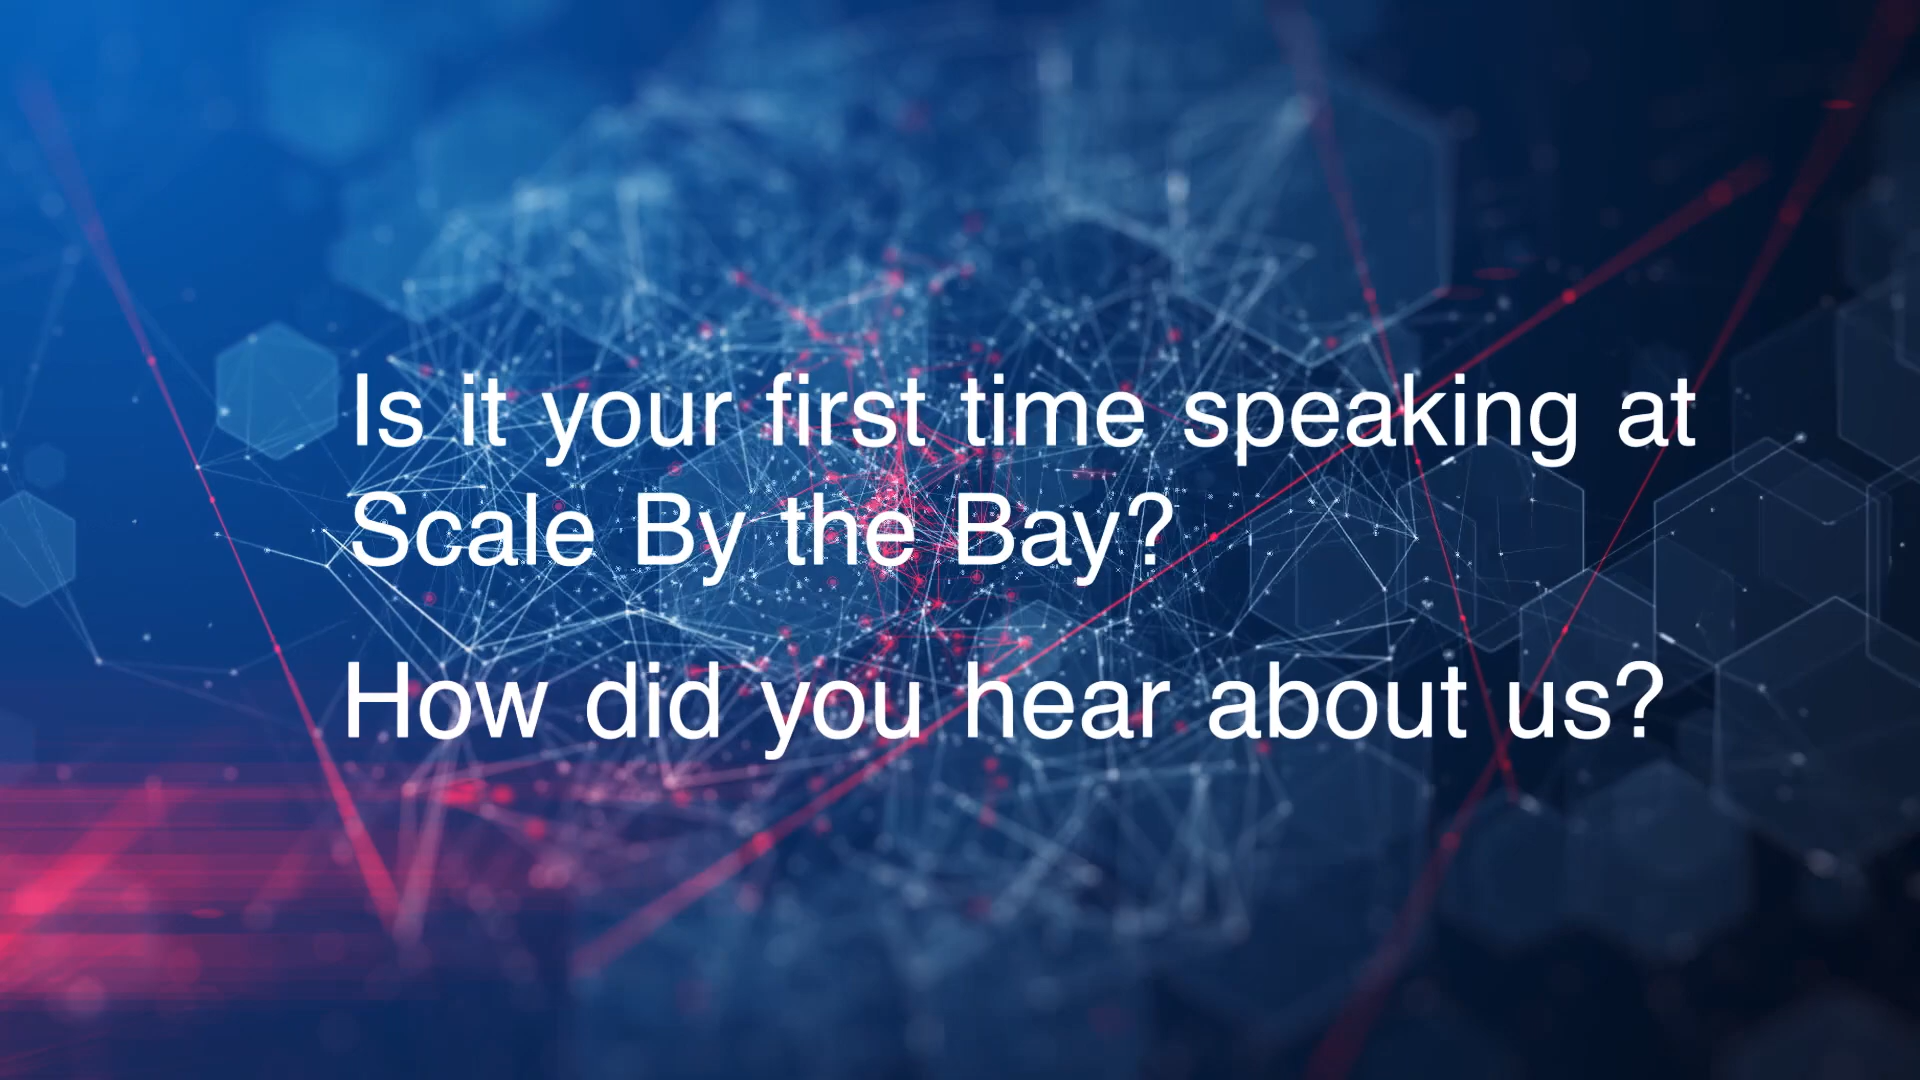 Is it your first time speaking at
Scale By the Bay?
How did you hear about us?